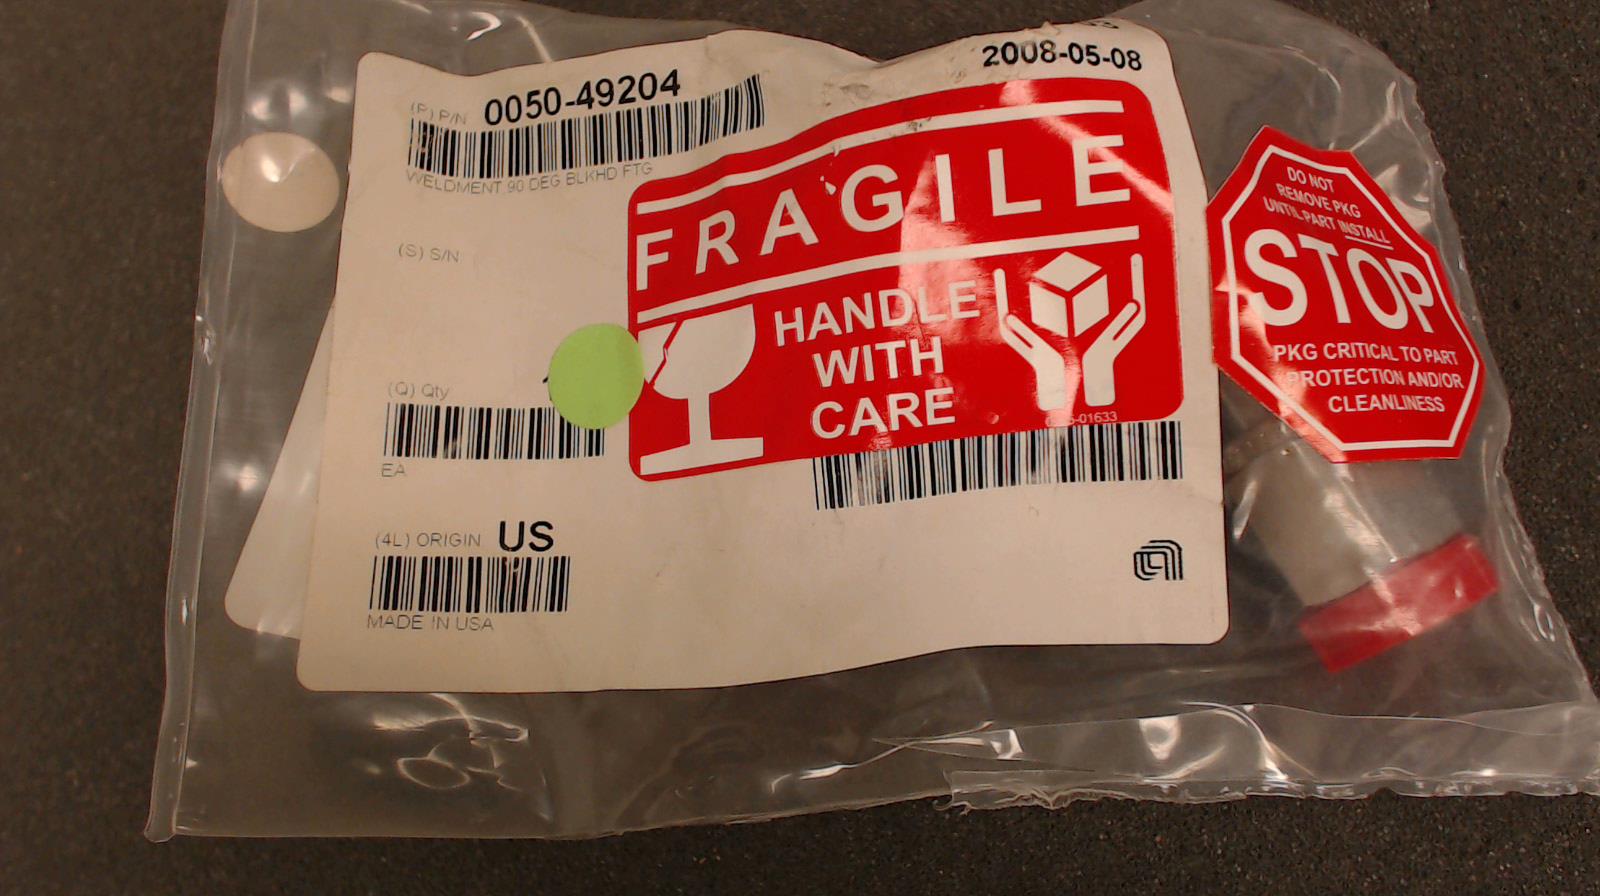 2008-05-08
(P) P/N 0050-49204
WELDMENT 90 DEG BLKHD FTG
(S) S/N
(Q) Qty
EA
(4L) ORIGIN US
MADE IN USA
FRAGILE
HANDLE
WITH
CARE
-01633
DO NOT
REMOVE PKG
UNTIL PART INSTALL
STOP
PKG CRITICAL TO PART
PROTECTION AND/OR
CLEANLINESS